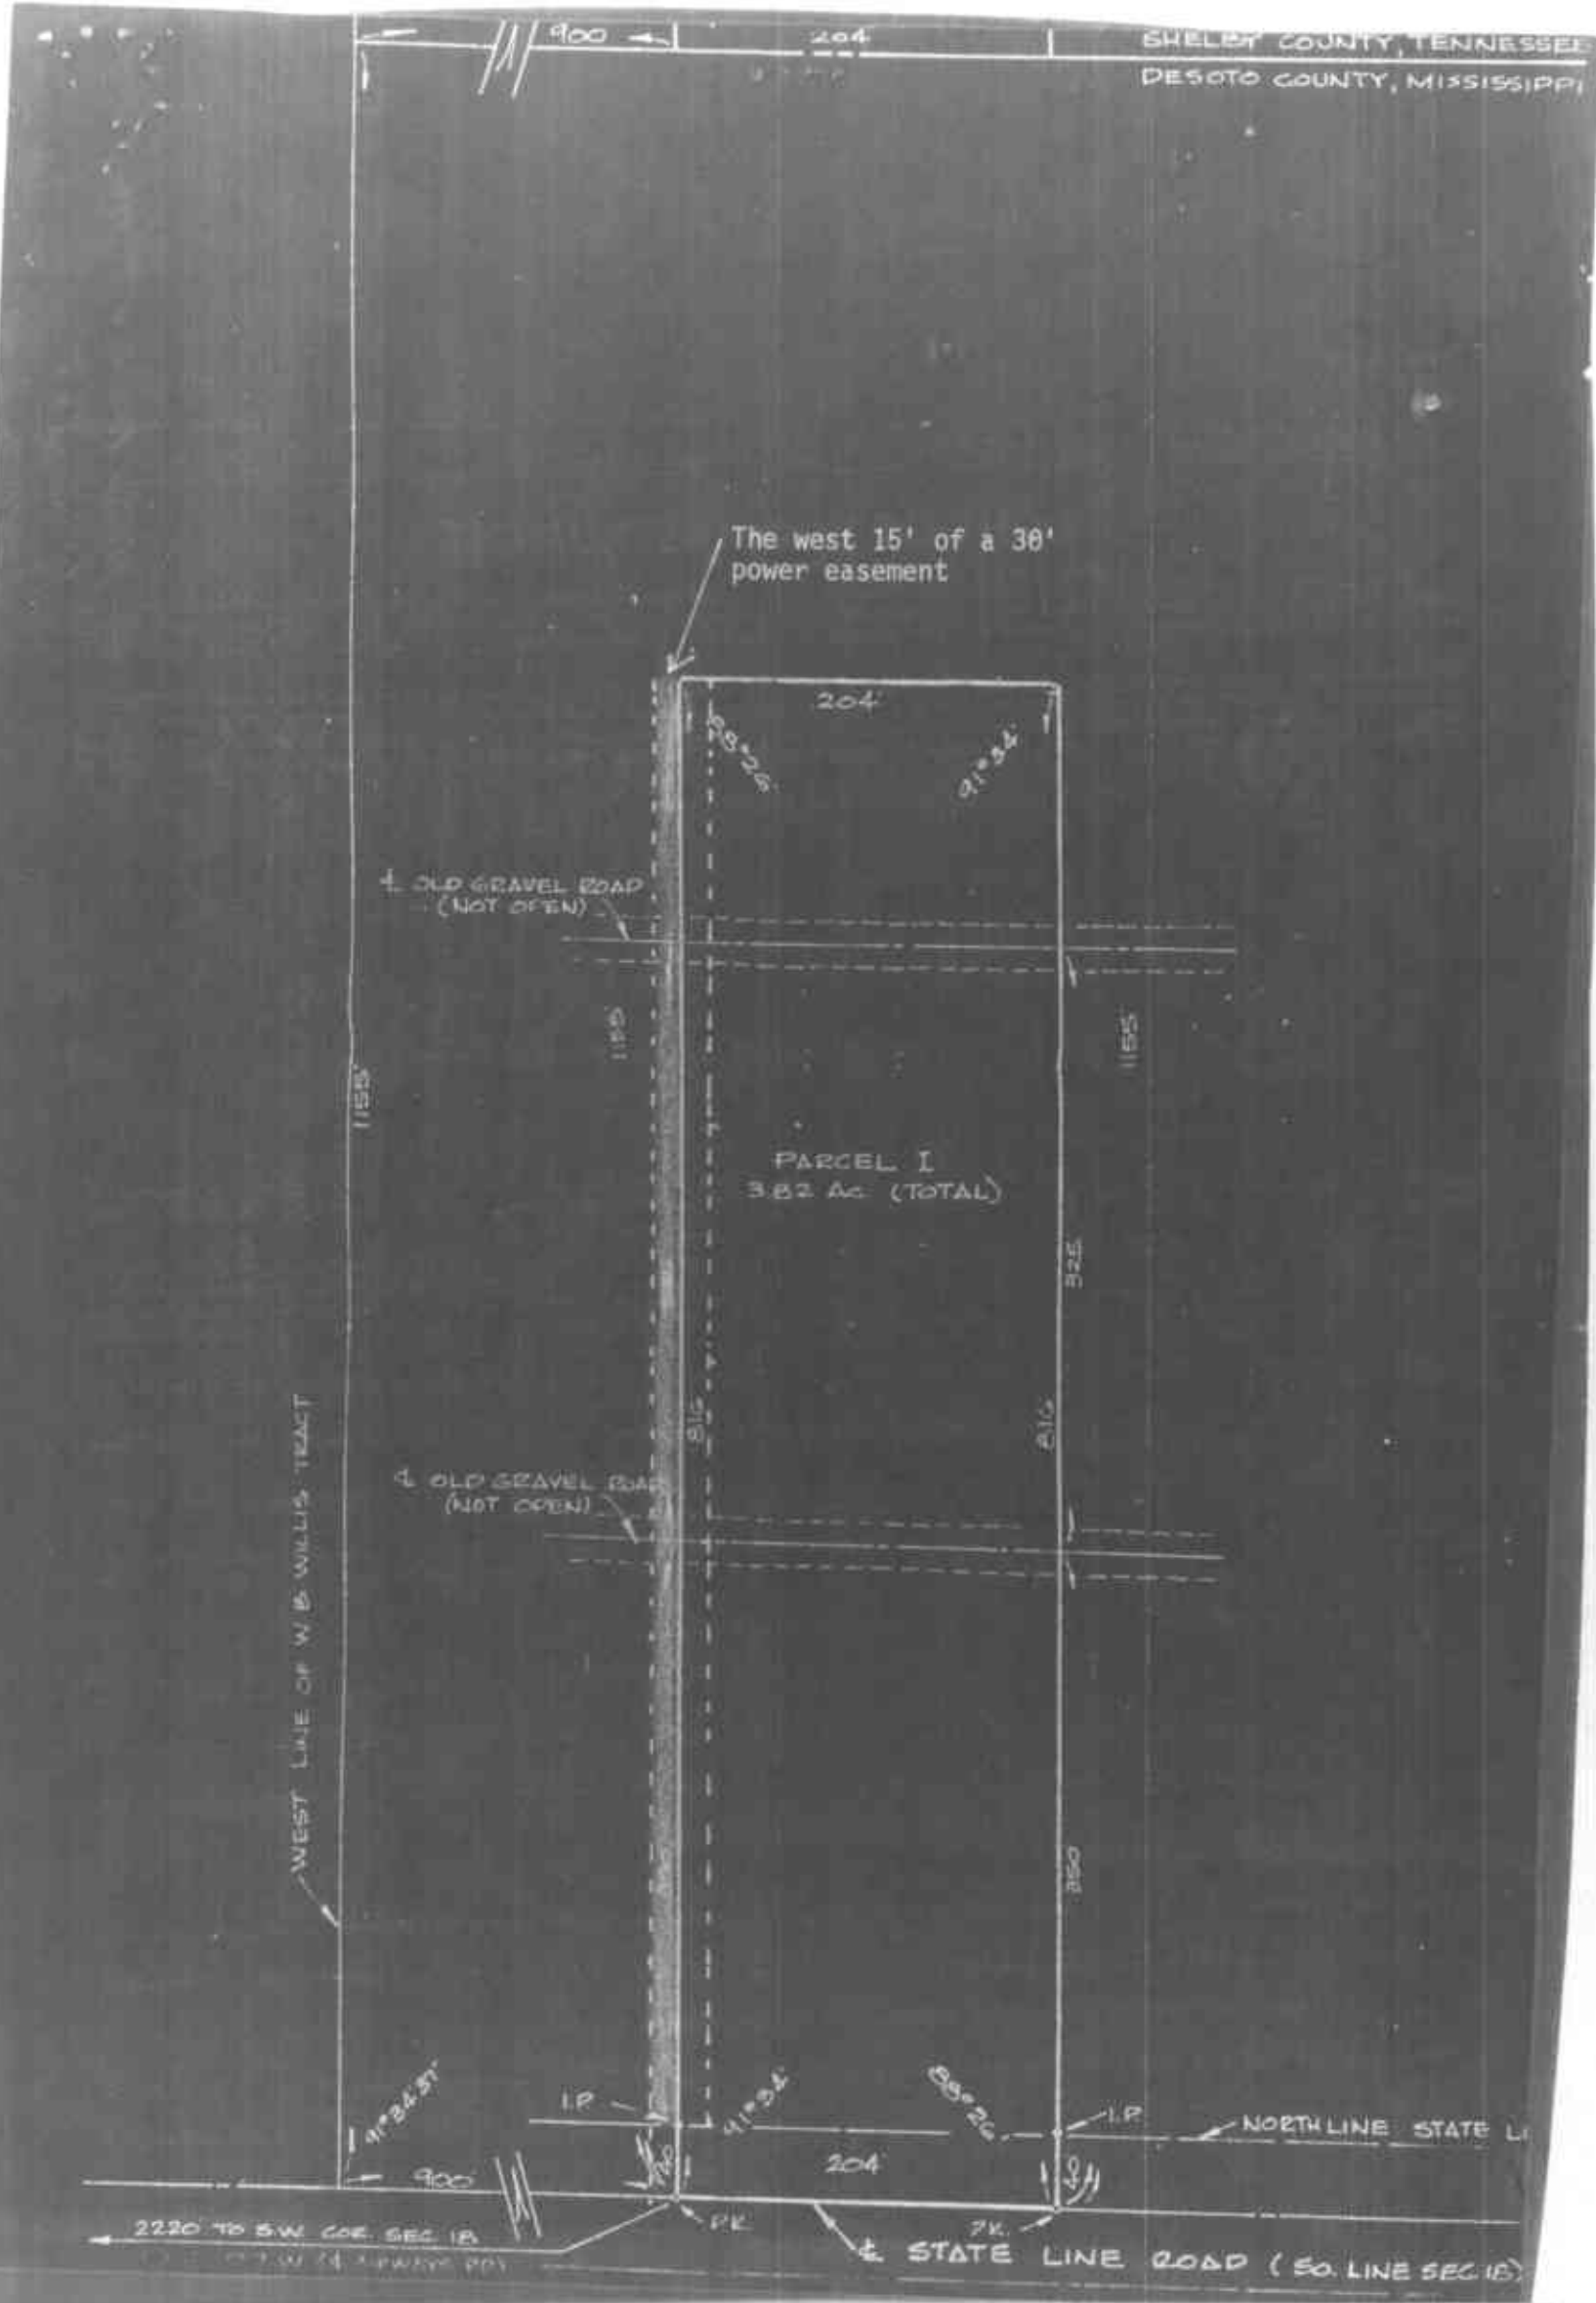 900
204
SHELBY COUNTY, TENNESSEE
DESOTO COUNTY, MISSISSIPPI
The west 15' of a 30'
power easement
204'
88°26'
91°34'
℄ OLD GRAVEL ROAD
(NOT OPEN)
1155'
1155'
1155'
PARCEL I
3.82 AC. (TOTAL)
325
816
816
℄ OLD GRAVEL ROAD
(NOT OPEN)
WEST LINE OF W.B. WILLIS TRACT
350
91°34'37"
I.P.
91°34'
88°26'
I.P.
NORTH LINE STATE LI
900'
204'
40
P.K.
P.K.
2220' TO S.W. COR. SEC 18
℄ STATE LINE ROAD (SO. LINE SEC 18)